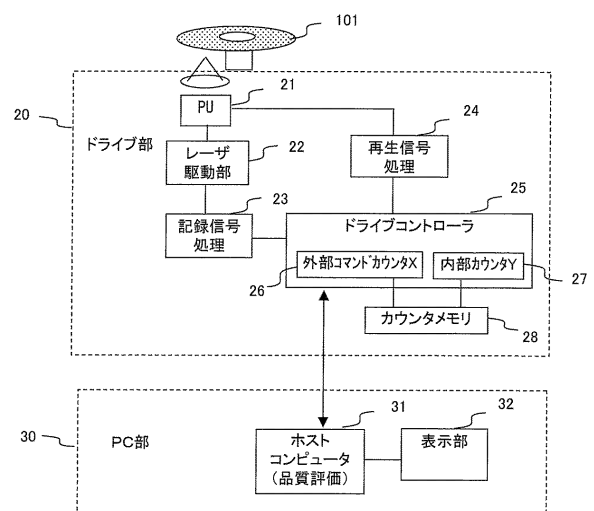 101
20
ドライブ部
PU
21
レーザ
駆動部
22
記録信号
処理
23
再生信号
処理
24
ドライブコントローラ
25
外部コマンドカウンタX
26
内部カウンタY
27
カウンタメモリ
28
30
PC部
ホスト
コンピュータ
(品質評価)
31
表示部
32